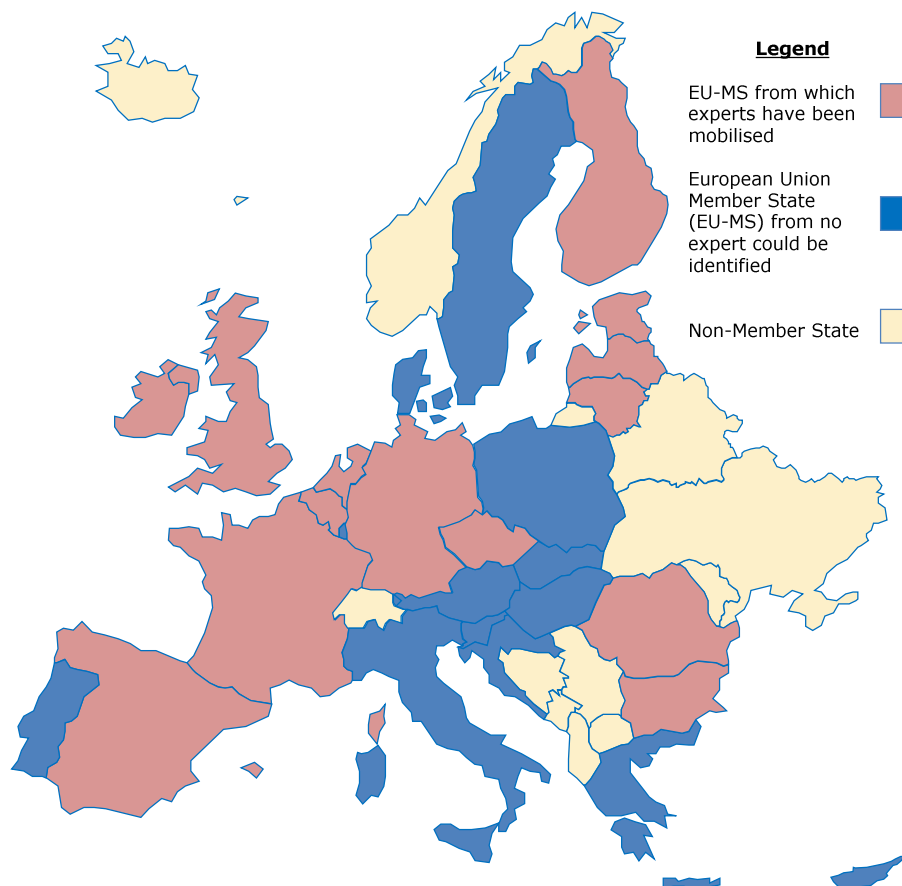 Legend
EU-MS from which
experts have been
mobilised
European Union
Member State
(EU-MS) from no
expert could be
identified
Non-Member State